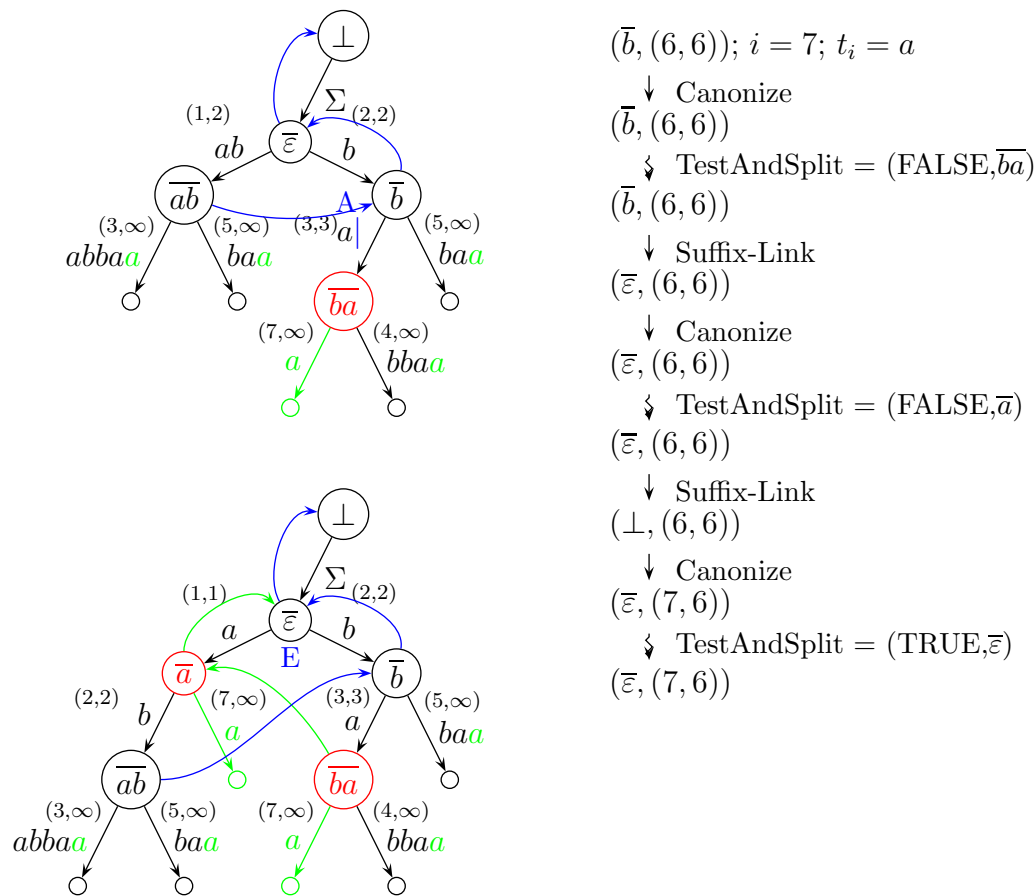 ⊥
Σ
(1,2)
(2,2)
ε̅
ab
b
a̅b̅
A
b̅
(3,∞)
(5,∞)
(3,3)
(5,∞)
abbaa
baa
a|
baa
b̅a̅
(7,∞)
(4,∞)
a
bbaa
⊥
Σ
(1,1)
(2,2)
ε̅
a
b
E
a̅
b̅
(2,2)
(7,∞)
(3,3)
(5,∞)
b
a
a
baa
a̅b̅
b̅a̅
(3,∞)
(5,∞)
(7,∞)
(4,∞)
abbaa
baa
a
bbaa
(b̅, (6, 6)); i = 7; tᵢ = a
Canonize
(b̅, (6, 6))
TestAndSplit = (FALSE,b̅a̅)
(b̅, (6, 6))
Suffix-Link
(ε̅, (6, 6))
Canonize
(ε̅, (6, 6))
TestAndSplit = (FALSE,a̅)
(ε̅, (6, 6))
Suffix-Link
(⊥, (6, 6))
Canonize
(ε̅, (7, 6))
TestAndSplit = (TRUE,ε̅)
(ε̅, (7, 6))